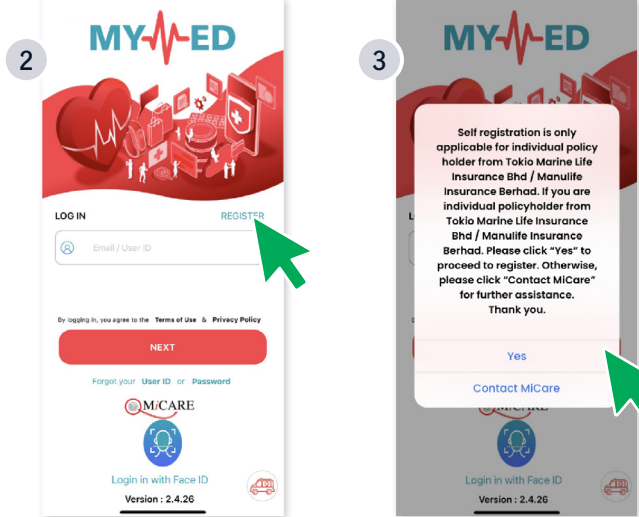 2
MY ED
LOG IN
REGISTER
Email / User ID
By logging in, you agree to the Terms of Use & Privacy Policy
NEXT
Forgot your User ID or Password
MiCARE
Login in with Face ID
Version : 2.4.26
3
MY ED
Self registration is only
applicable for individual policy
holder from Tokio Marine Life
Insurance Bhd / Manulife
Insurance Berhad. If you are
individual policyholder from
Tokio Marine Life Insurance
Bhd / Manulife Insurance
Berhad. Please click “Yes” to
proceed to register. Otherwise,
please click “Contact MiCare”
for further assistance.
Thank you.
Yes
Contact MiCare
MiCARE
Login in with Face ID
Version : 2.4.26